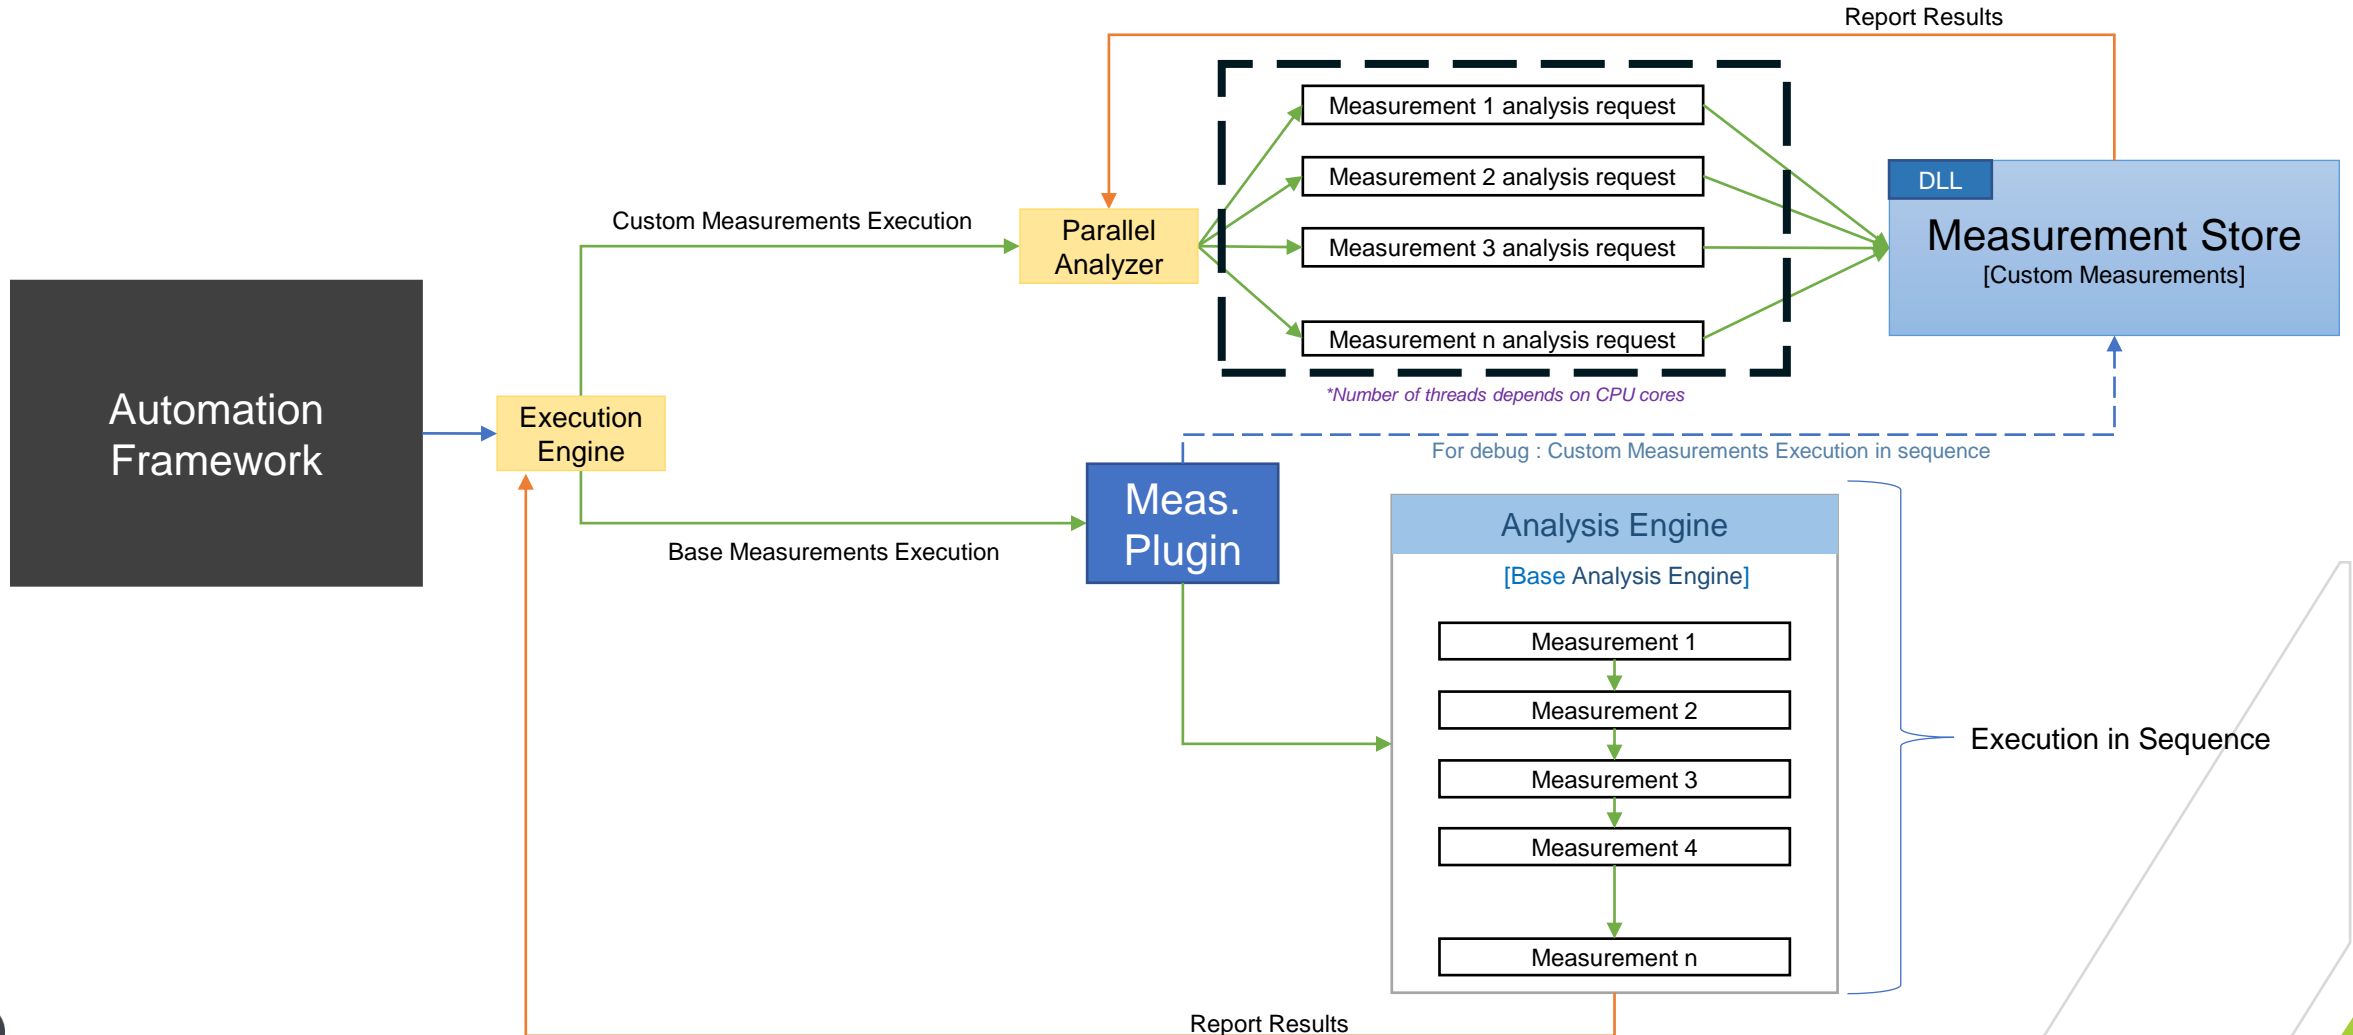 Report Results
Measurement 1 analysis request
Measurement 2 analysis request
Measurement 3 analysis request
Measurement n analysis request
*Number of threads depends on CPU cores
DLL
Measurement Store
[Custom Measurements]
Custom Measurements Execution
Parallel
Analyzer
Automation
Framework
Execution
Engine
For debug : Custom Measurements Execution in sequence
Meas.
Plugin
Base Measurements Execution
Analysis Engine
[Base Analysis Engine]
Measurement 1
Measurement 2
Measurement 3
Measurement 4
Measurement n
Execution in Sequence
Report Results